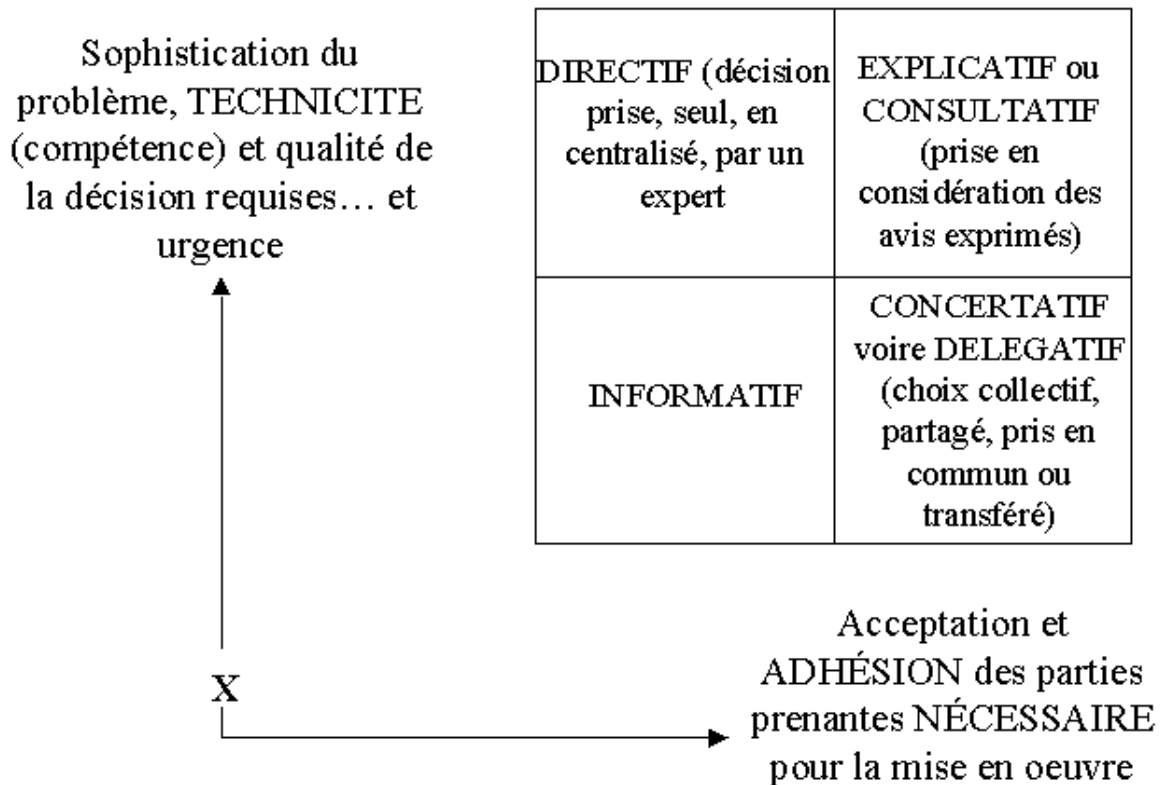 Sophistication du
problème, TECHNICITE
(compétence) et qualité de
la décision requises… et
urgence
DIRECTIF (décision
prise, seul, en
centralisé, par un
expert
EXPLICATIF ou
CONSULTATIF
(prise en
considération des
avis exprimés)
INFORMATIF
CONCERTATIF
voire DELEGATIF
(choix collectif,
partagé, pris en
commun ou
transféré)
X
Acceptation et
ADHÉSION des parties
prenantes NÉCESSAIRE
pour la mise en oeuvre